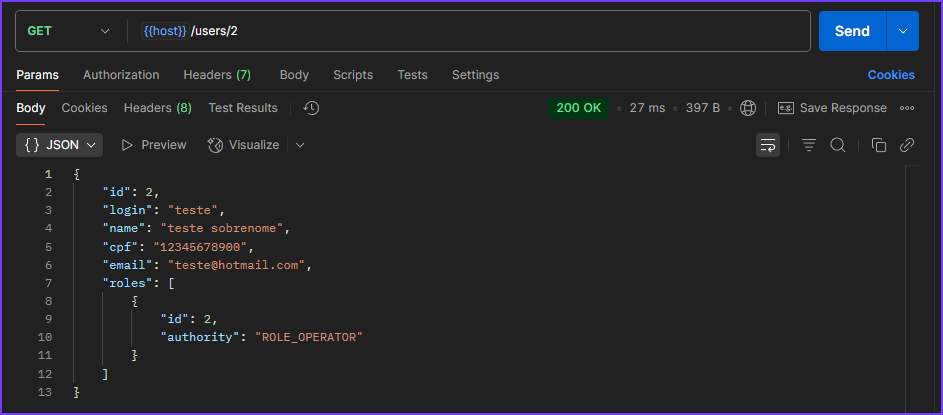 GET {{host}} /users/2 Send
Params Authorization Headers (7) Body Scripts Tests Settings Cookies
Body Cookies Headers (8) Test Results 200 OK 27 ms 397 B e.g. Save Response
{} JSON Preview Visualize
1 {
2 "id": 2,
3 "login": "teste",
4 "name": "teste sobrenome",
5 "cpf": "12345678900",
6 "email": "teste@hotmail.com",
7 "roles": [
8 {
9 "id": 2,
10 "authority": "ROLE_OPERATOR"
11 }
12 ]
13 }